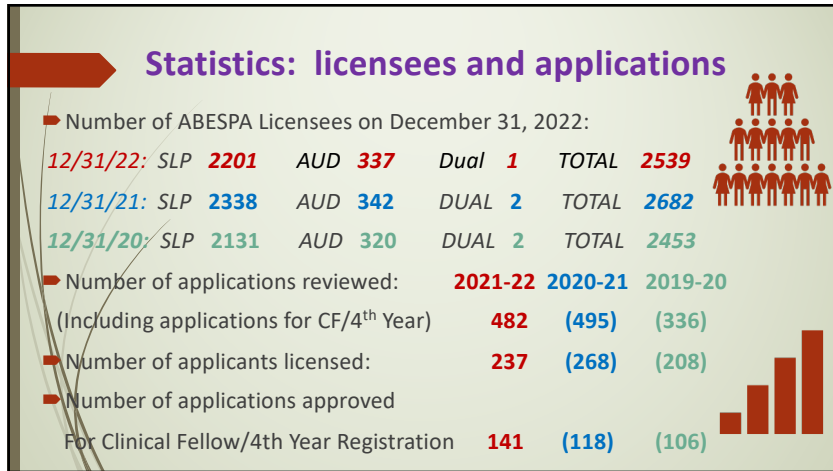 Statistics: licensees and applications
Number of ABESPA Licensees on December 31, 2022:
12/31/22: SLP 2201 AUD 337 Dual 1 TOTAL 2539
12/31/21: SLP 2338 AUD 342 DUAL 2 TOTAL 2682
12/31/20: SLP 2131 AUD 320 DUAL 2 TOTAL 2453
Number of applications reviewed: 2021-22 2020-21 2019-20
(Including applications for CF/4th Year) 482 (495) (336)
Number of applicants licensed: 237 (268) (208)
Number of applications approved
For Clinical Fellow/4th Year Registration 141 (118) (106)